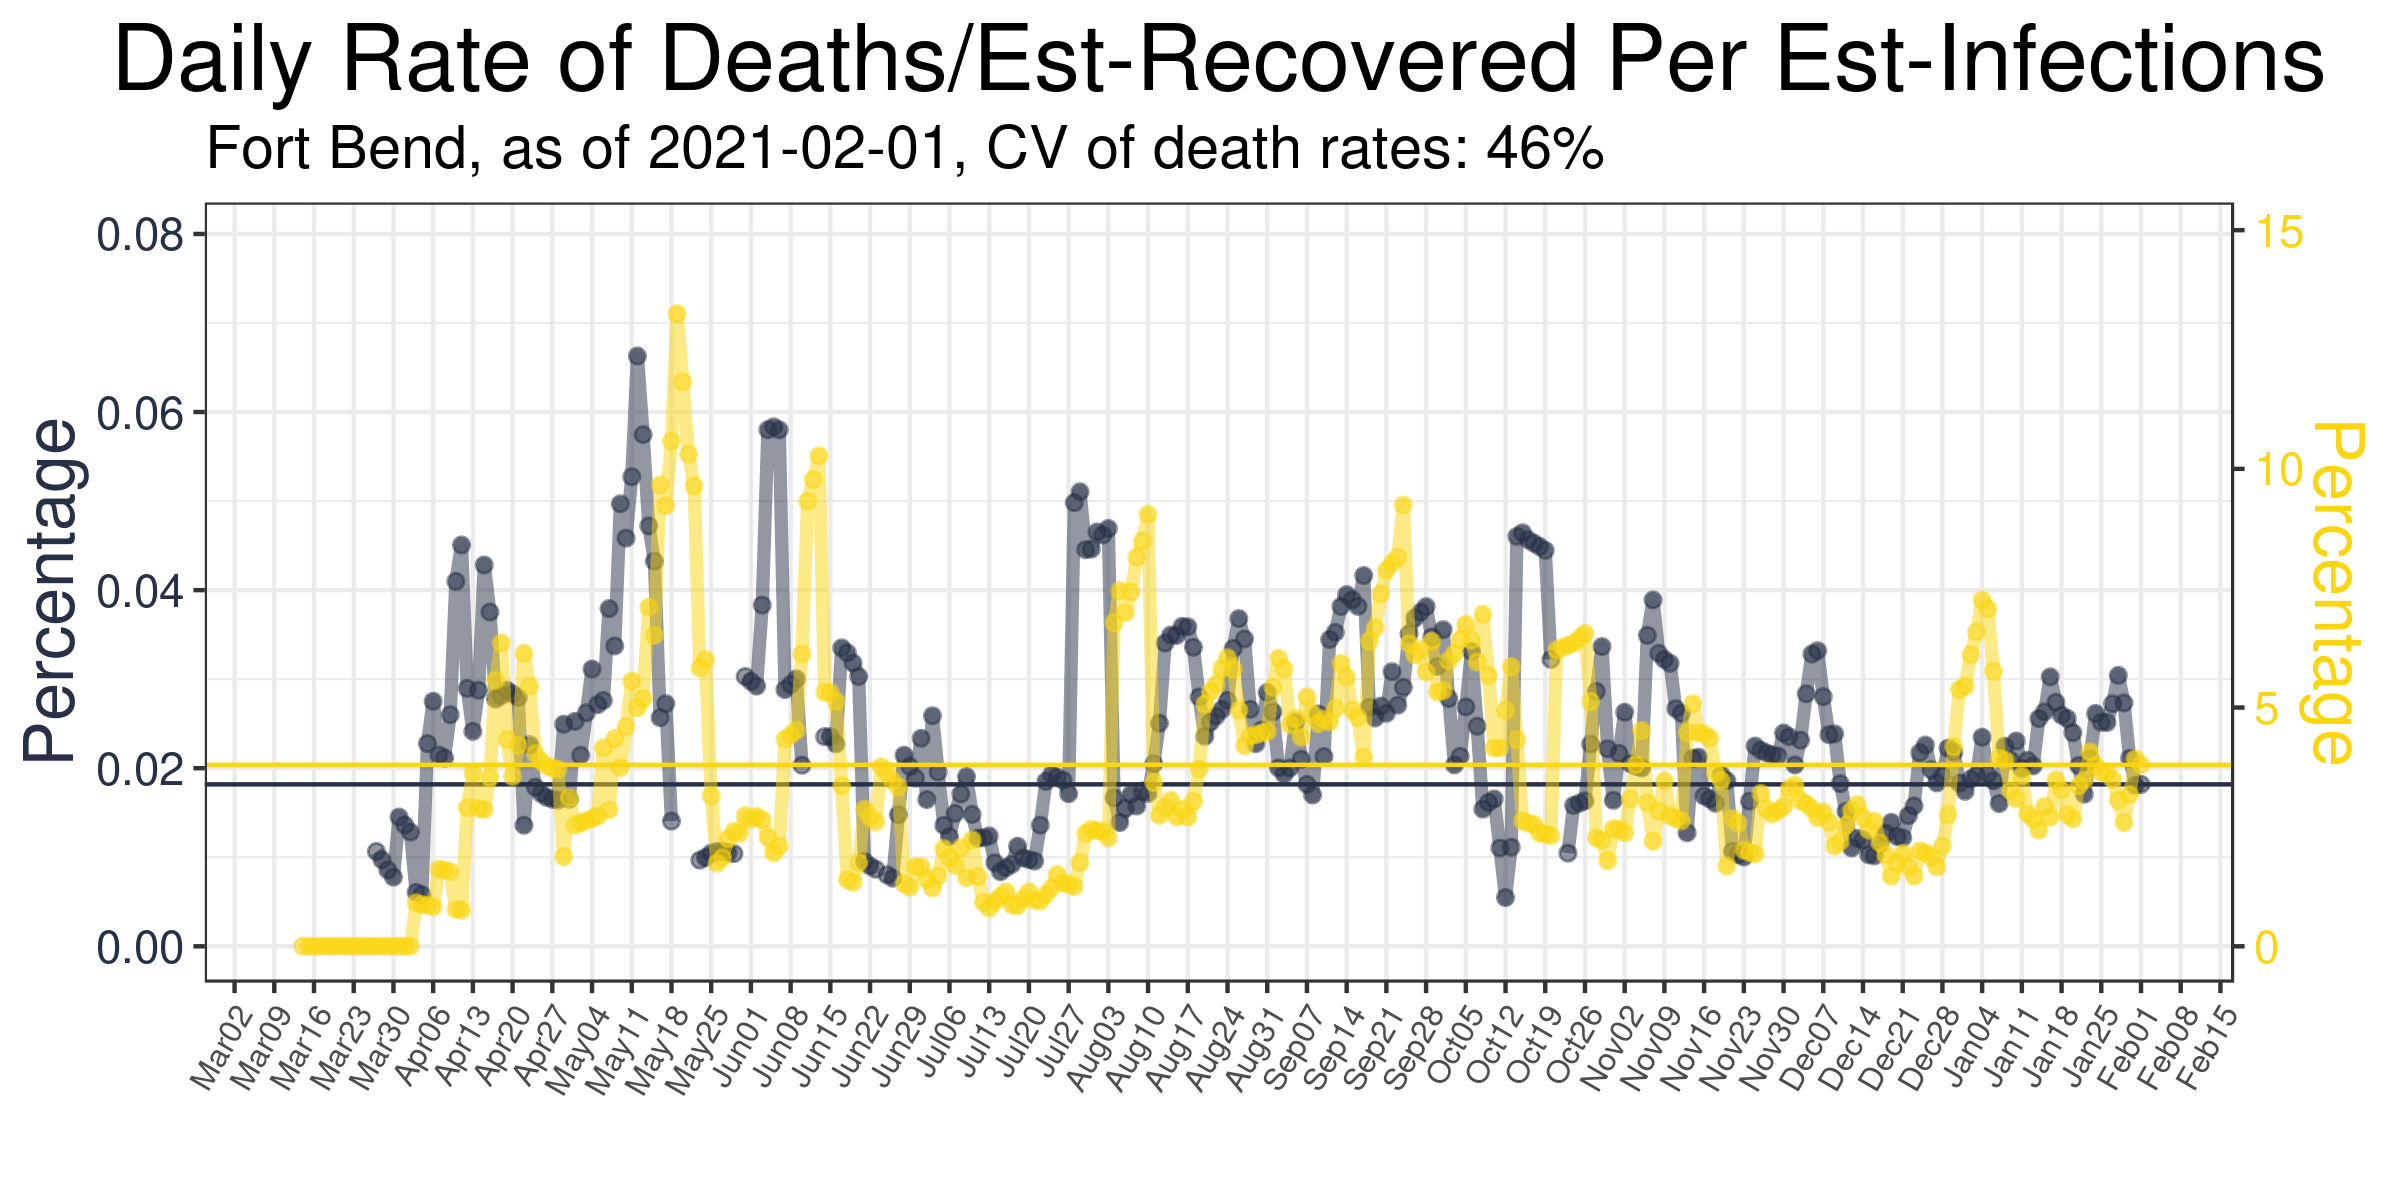 Daily Rate of Deaths/Est-Recovered Per Est-Infections
Fort Bend, as of 2021-02-01, CV of death rates: 46%
Percentage
0.08
0.06
0.04
0.02
0.00
15
10
5
0
Percentage
Mar02
Mar09
Mar16
Mar23
Mar30
Apr06
Apr13
Apr20
Apr27
May04
May11
May18
May25
Jun01
Jun08
Jun15
Jun22
Jun29
Jul06
Jul13
Jul20
Jul27
Aug03
Aug10
Aug17
Aug24
Aug31
Sep07
Sep14
Sep21
Sep28
Oct05
Oct12
Oct19
Oct26
Nov02
Nov09
Nov16
Nov23
Nov30
Dec07
Dec14
Dec21
Dec28
Jan04
Jan11
Jan18
Jan25
Feb01
Feb08
Feb15